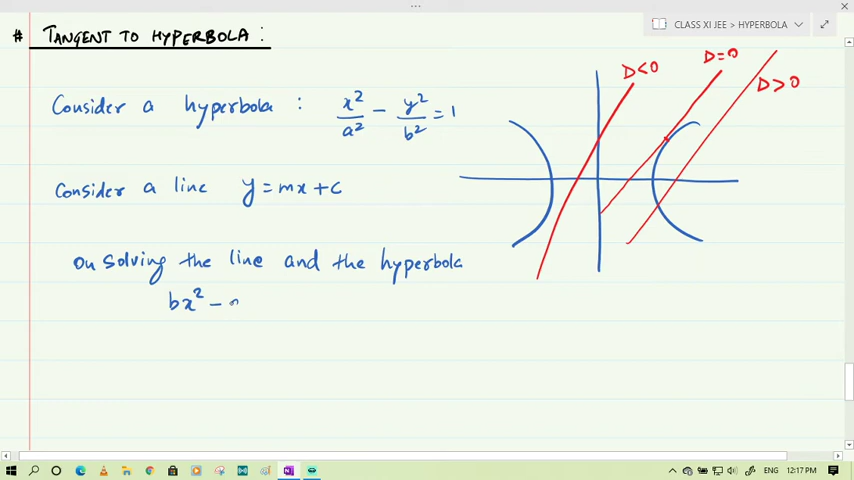 CLASS XI JEE > HYPERBOLA
# TANGENT TO HYPERBOLA :
D<0
D=0
D>0
Consider a hyperbola : x²/a² - y²/b² = 1
Consider a line y = mx + c
On solving the line and the hyperbola
bx² -
ENG 12:17 PM